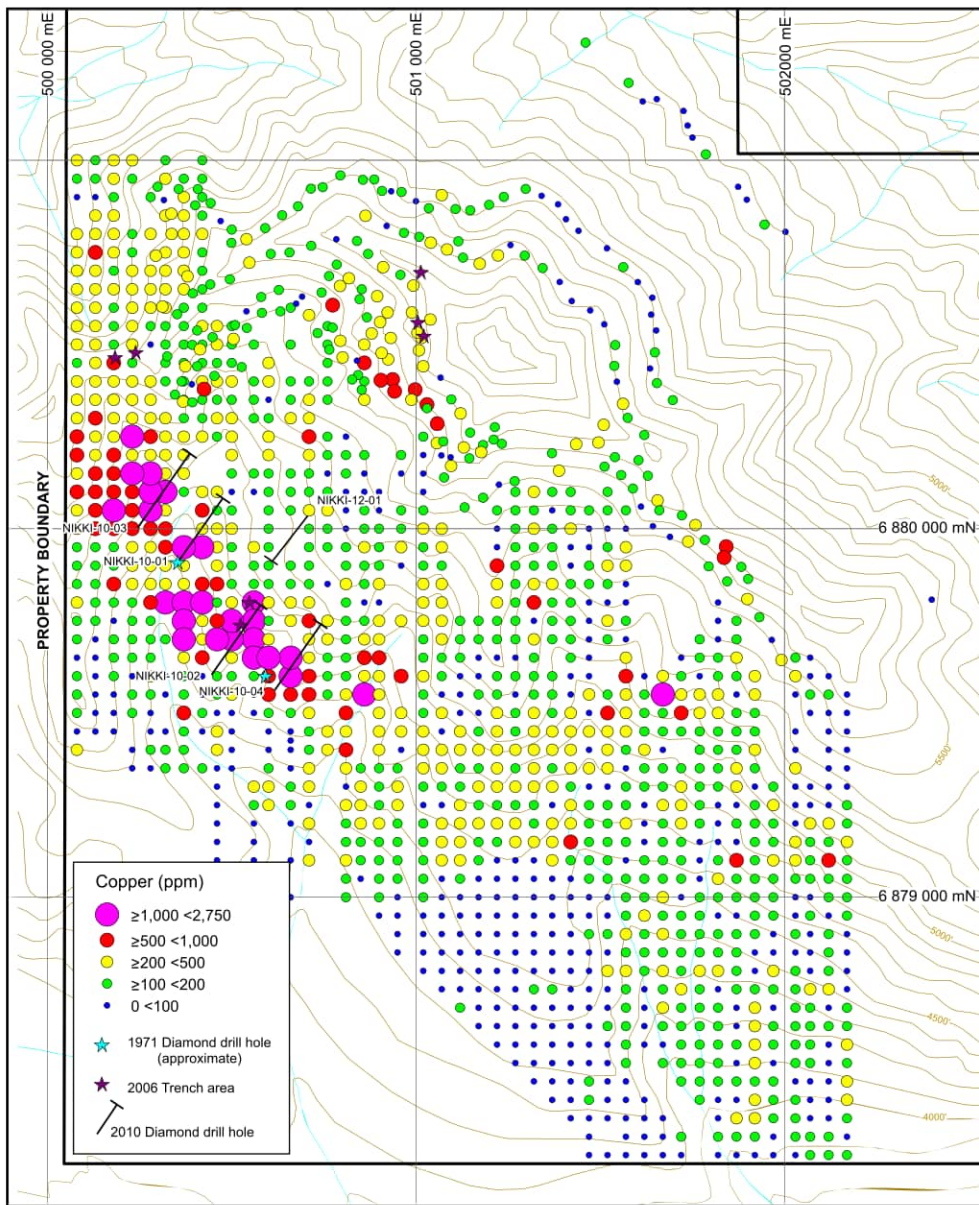 500 000 mE
501 000 mE
502000 mE
5000'
NIKKI-12-01
NIKKI-10-03
6 880 000 mN
NIKKI-10-01
PROPERTY BOUNDARY
NIKKI-10-02
NIKKI-10-04
5500'
6 879 000 mN
5000'
4500'
4000'
Copper (ppm)
≥1,000 <2,750
≥500 <1,000
≥200 <500
≥100 <200
0 <100
1971 Diamond drill hole
(approximate)
2006 Trench area
2010 Diamond drill hole